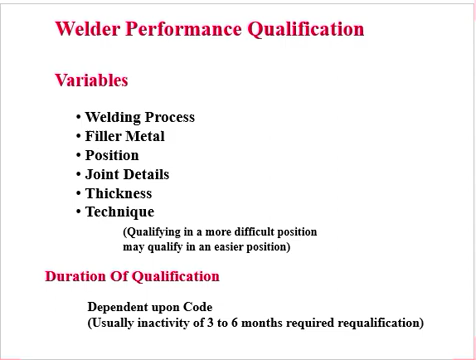 Welder Performance Qualification
Variables
• Welding Process
• Filler Metal
• Position
• Joint Details
• Thickness
• Technique
(Qualifying in a more difficult position
may qualify in an easier position)
Duration Of Qualification
Dependent upon Code
(Usually inactivity of 3 to 6 months required requalification)